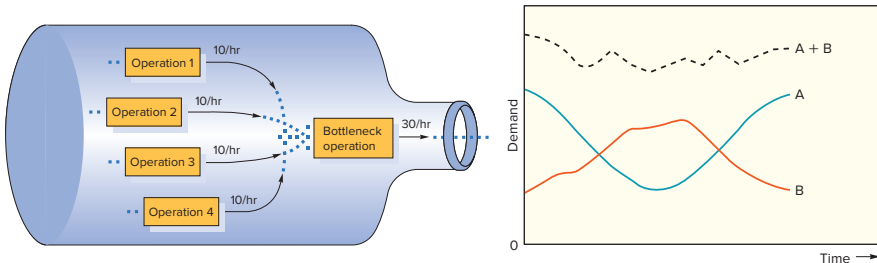 10/hr
Operation 1
10/hr
Operation 2
Bottleneck
operation
30/hr
10/hr
Operation 3
10/hr
Operation 4
Demand
A + B
A
B
0
Time